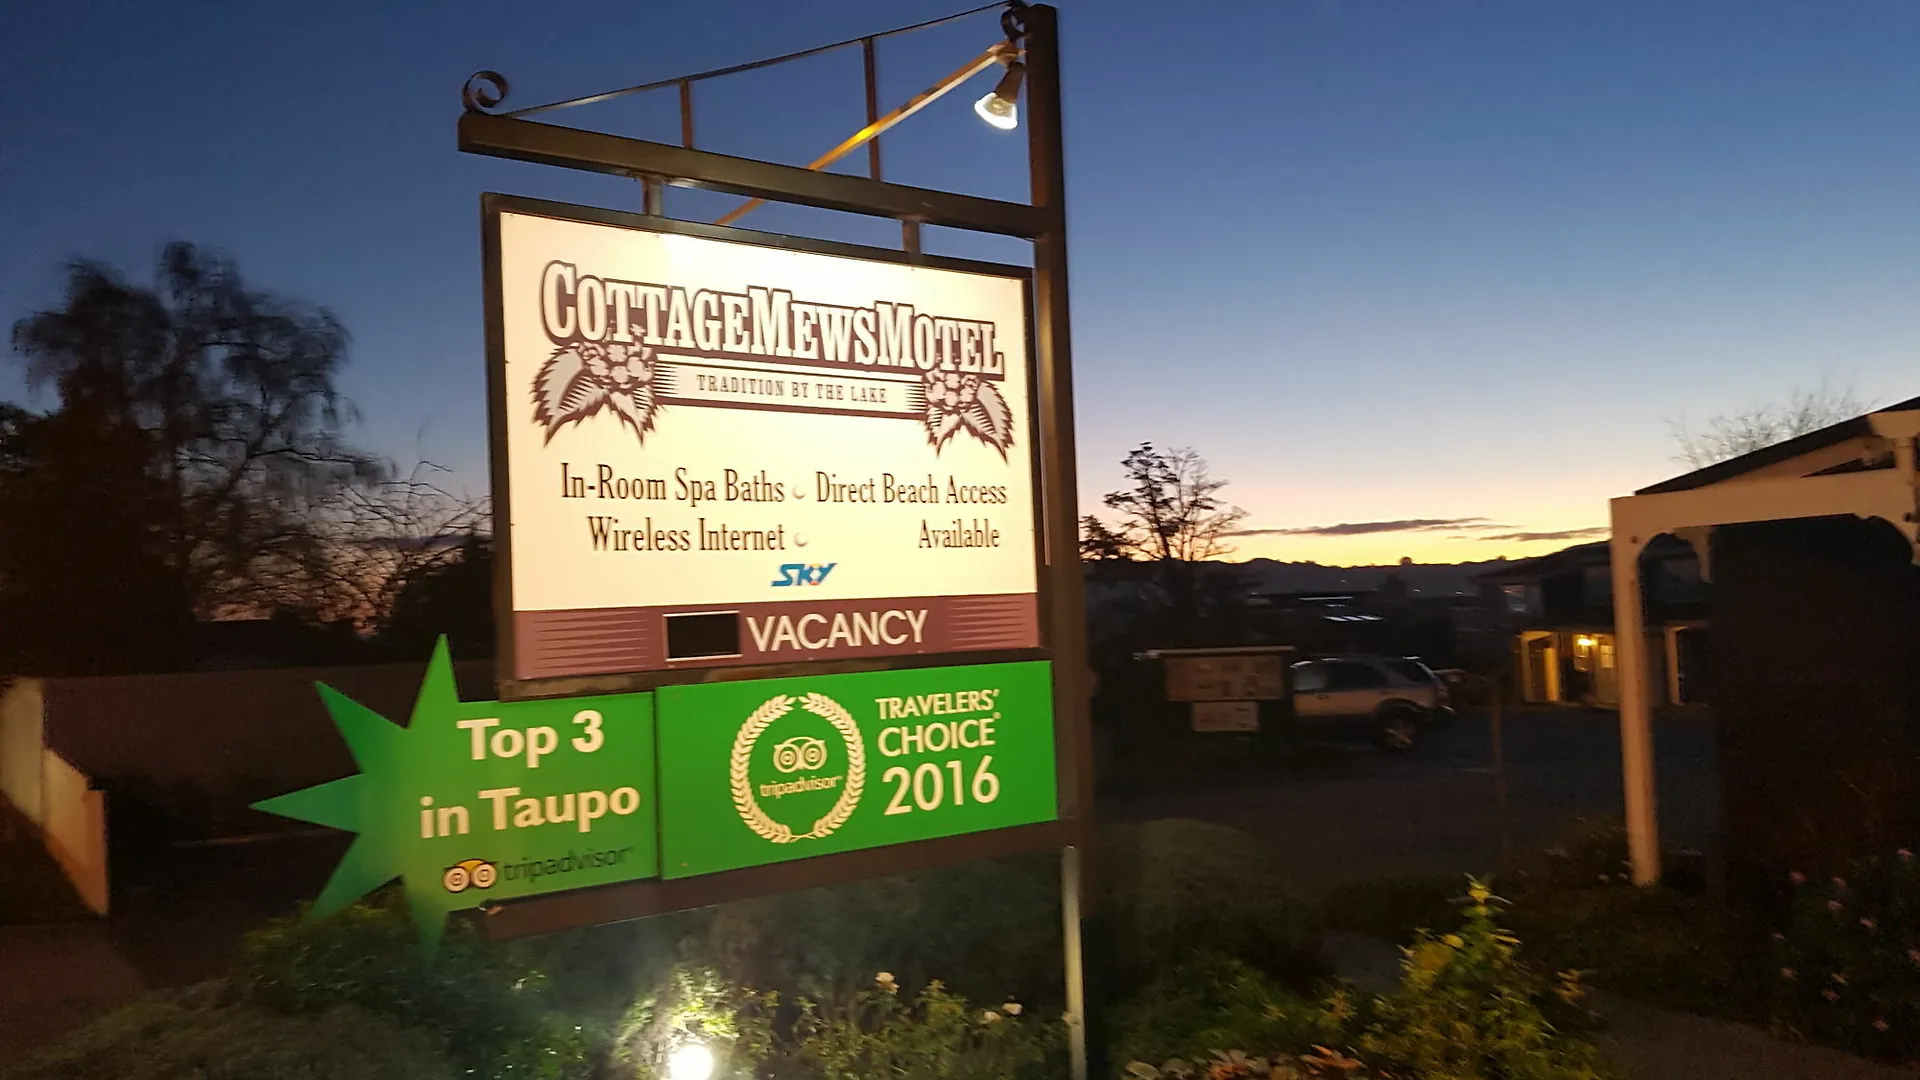 COTTAGEMEWSMOTEL
TRADITION BY THE LAKE
In-Room Spa Baths Direct Beach Access
Wireless Internet Available
SKY
VACANCY
Top 3
in Taupo
tripadvisor
tripadvisor
TRAVELERS'
CHOICE
2016